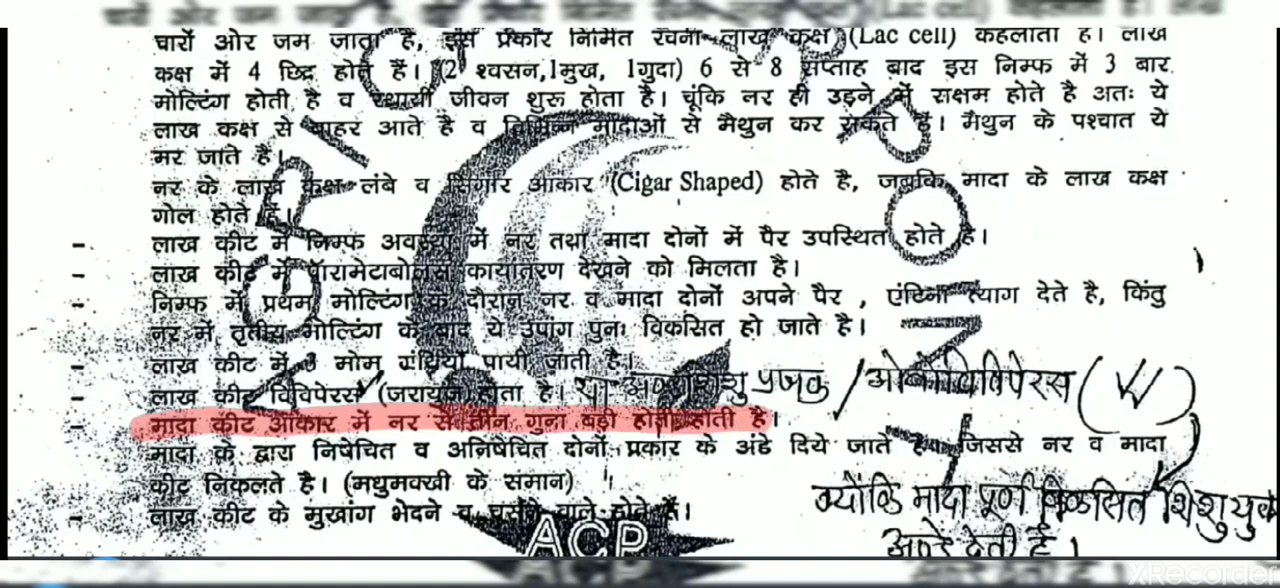 चारों ओर जम जाता है, इस प्रकार निर्मित रचना लाख कक्ष (Lac cell) कहलाता है। लाख
कक्ष में 4 छिद्र होते हैं। (2 श्वसन,1मुख, 1गुदा) 6 से 8 सप्ताह बाद इस निम्फ में 3 बार
मोल्टिंग होती है व स्थायी जीवन शुरू होता है। चूंकि नर ही उड़ने में सक्षम होते है अतः ये
लाख कक्ष से बाहर आते है व विभिन्न मादाओं से मैथुन कर सकते हैं। मैथुन के पश्चात ये
मर जाते है।
नर के लाख कक्ष लंबे व सिगार आकार (Cigar Shaped) होते है, जबकि मादा के लाख कक्ष
गोल होते हैं।
- लाख कीट में निम्फ अवस्था में नर तथा मादा दोनों में पैर उपस्थित होते है।
- लाख कीट में पारामेटाबोलस कायांतरण देखने को मिलता है।
- निम्फ में प्रथम मोल्टिंग के दौरान नर व मादा दोनों अपने पैर , एंटिना त्याग देते है, किंतु
नर में तृतीय मोल्टिंग के बाद ये उपांग पुनः विकसित हो जाते है।
- लाख कीट में 3 मोम ग्रंथियाँ पायी जाती है।
- लाख कीट विविपेरस (जरायुज) होता है। या शिशु प्रजक / ओवोविविपेरस
- मादा कीट आकार में नर से तीन गुना बड़ी होती होती है।
मादा के द्वारा निषेचित व अनिषेचित दोनों प्रकार के अंडे दिये जाते है जिससे नर व मादा
कीट निकलते है। (मधुमक्खी के समान)
क्योंकि मादा पूर्ण विकसित शिशु युक्त
- लाख कीट के मुखांग भेदने व चूसने वाले होते हैं।
अण्डे देती है।
ACP
XRecorder